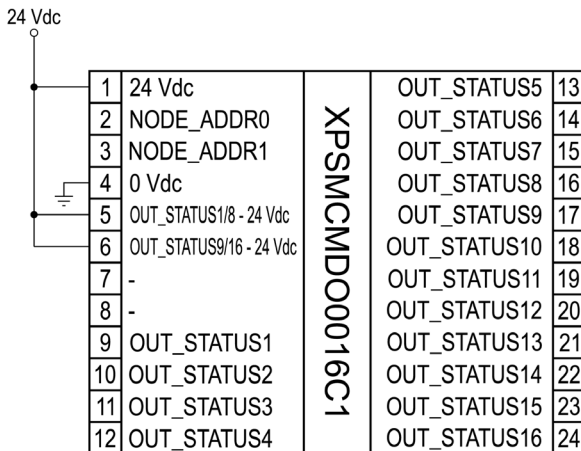 24 Vdc
1 24 Vdc
2 NODE_ADDR0
3 NODE_ADDR1
4 0 Vdc
5 OUT_STATUS1/8 - 24 Vdc
6 OUT_STATUS9/16 - 24 Vdc
7 -
8 -
9 OUT_STATUS1
10 OUT_STATUS2
11 OUT_STATUS3
12 OUT_STATUS4
XPSMCMDO0016C1
OUT_STATUS5 13
OUT_STATUS6 14
OUT_STATUS7 15
OUT_STATUS8 16
OUT_STATUS9 17
OUT_STATUS10 18
OUT_STATUS11 19
OUT_STATUS12 20
OUT_STATUS13 21
OUT_STATUS14 22
OUT_STATUS15 23
OUT_STATUS16 24